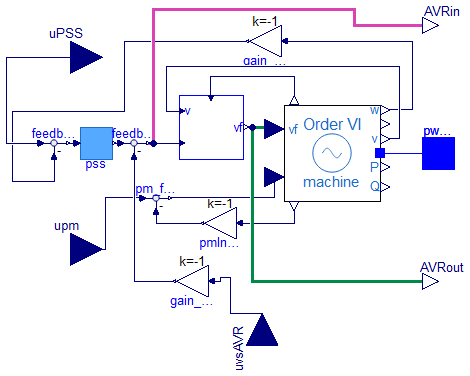 AVRin
k=-1
uPSS
gain_...
w
v
v
feedb...
feedb...
vf
vf
Order VI
v
pw...
pss
P
machine
pm_f...
k=-1
Q
upm
pmIn...
k=-1
AVRout
gain_...
uvsAVR